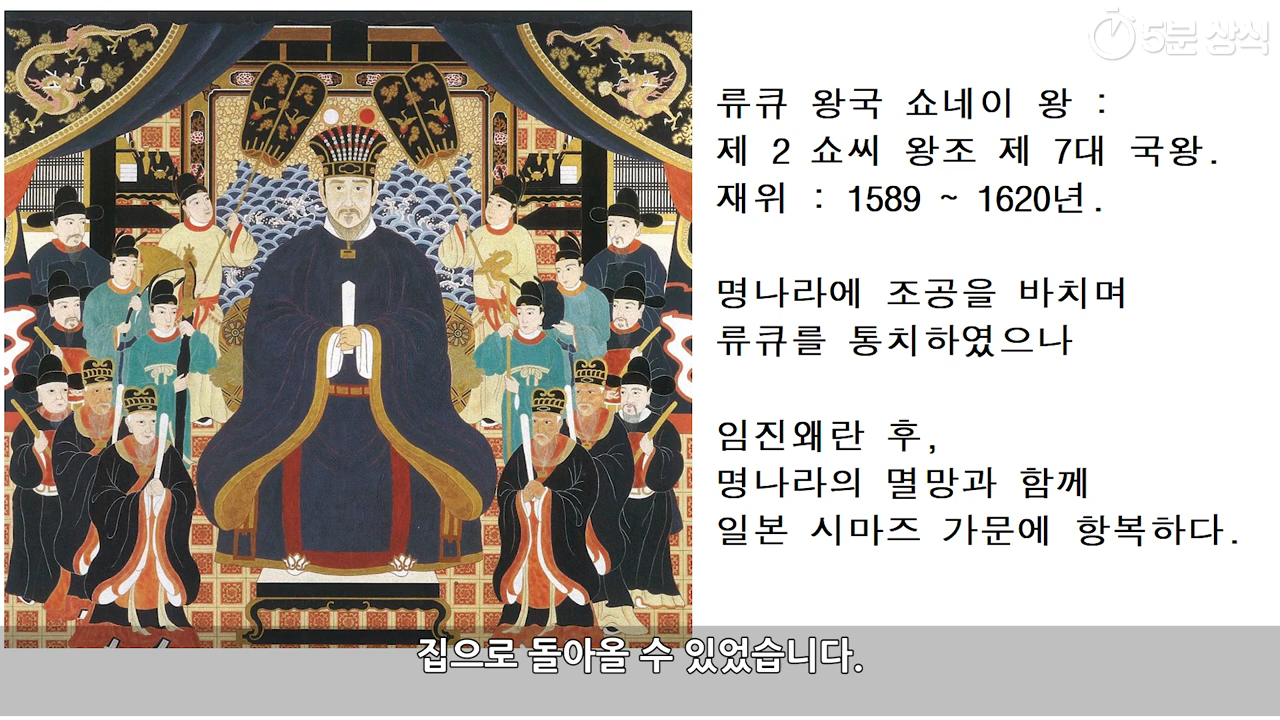 5분 상식
류큐 왕국 쇼네이 왕 :
제 2 쇼씨 왕조 제 7대 국왕.
재위 : 1589 ~ 1620년.
명나라에 조공을 바치며
류큐를 통치하였으나
임진왜란 후,
명나라의 멸망과 함께
일본 시마즈 가문에 항복하다.
집으로 돌아올 수 있었습니다.